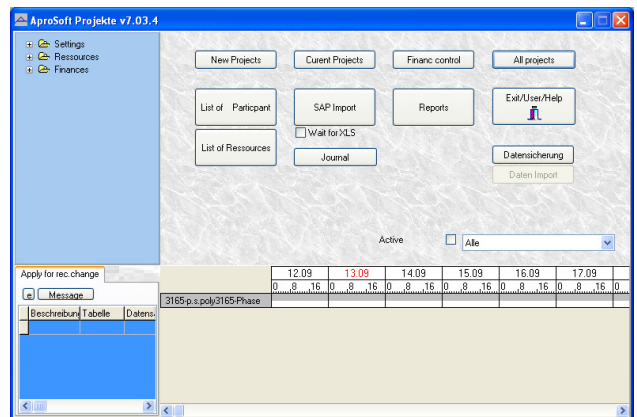 AproSoft Projekte v7.03.4
Settings
Ressources
Finances
New Projects
Curent Projects
Financ control
All projects
List of Particpant
SAP Import
Reports
Exit/User/Help
Wait for XLS
List of Ressources
Journal
Datensicherung
Daten Import
Active
Alle
Apply for rec.change
e
Message
Beschreibun Tabelle Datens.
12.09 13.09 14.09 15.09 16.09 17.09
0 .8 .16 0 .8 .16 0 .8 .16 0 .8 .16 0 .8 .16 0 .8 .16 0
3165-p.s.poly3165-Phase